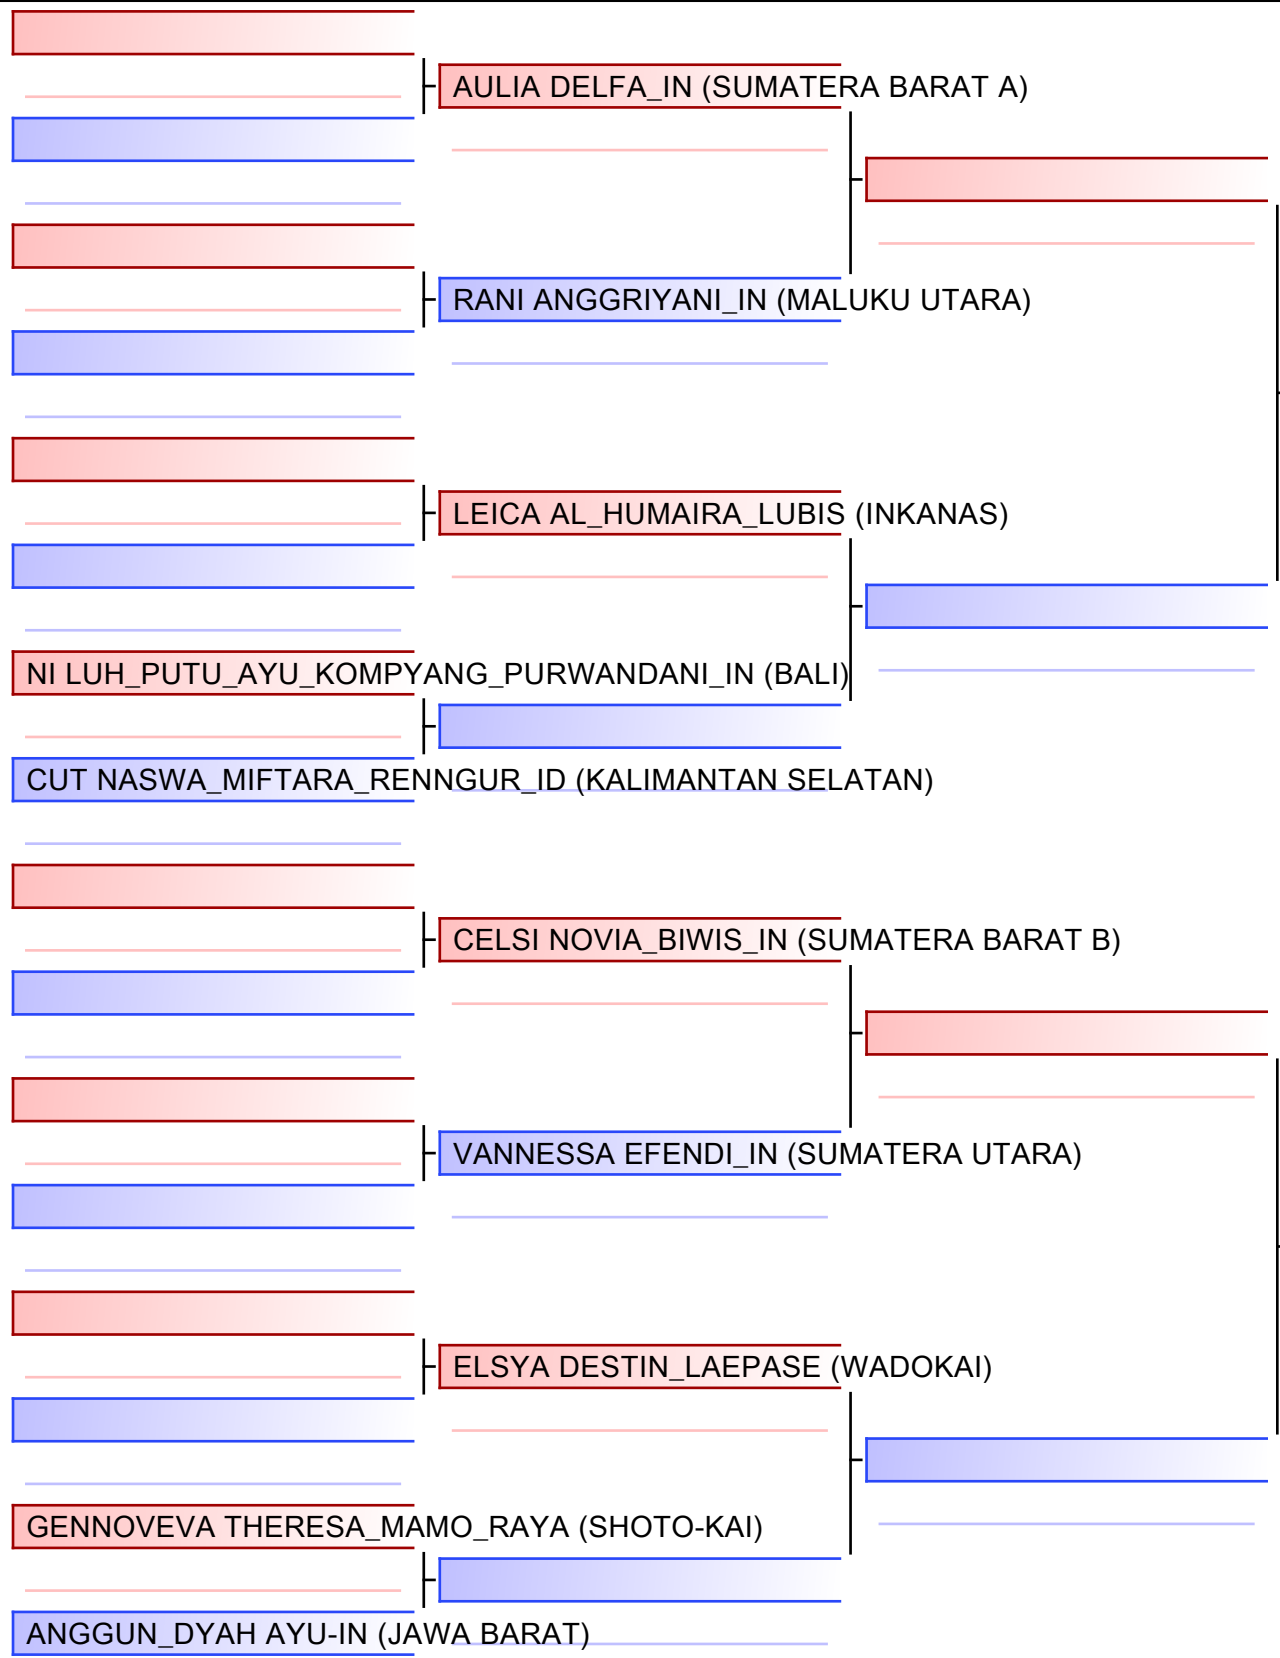 AULIA DELFA_IN (SUMATERA BARAT A)
RANI ANGGRIYANI_IN (MALUKU UTARA)
LEICA AL_HUMAIRA_LUBIS (INKANAS)
NI LUH_PUTU_AYU_KOMPYANG_PURWANDANI_IN (BALI)
CUT NASWA_MIFTARA_RENNGUR_ID (KALIMANTAN SELATAN)
CELSI NOVIA_BIWIS_IN (SUMATERA BARAT B)
VANNESSA EFENDI_IN (SUMATERA UTARA)
ELSYA DESTIN_LAEPASE (WADOKAI)
GENNOVEVA THERESA_MAMO_RAYA (SHOTO-KAI)
ANGGUN_DYAH AYU-IN (JAWA BARAT)